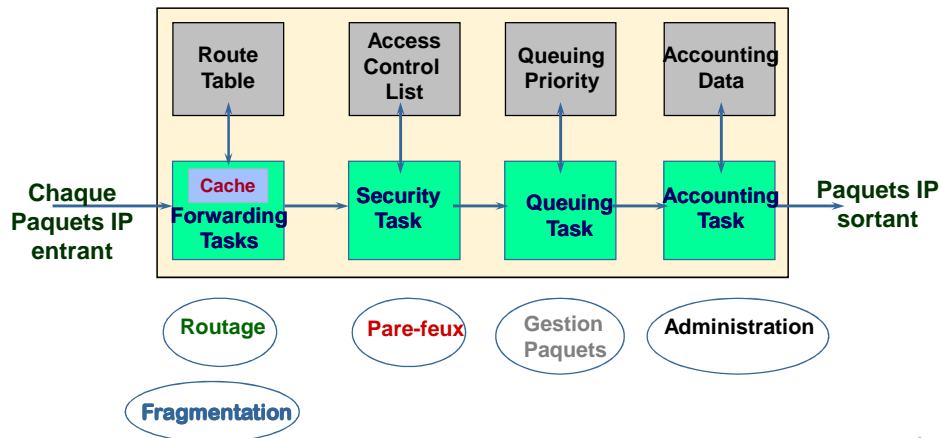 Route
Table
Access
Control
List
Queuing
Priority
Accounting
Data
Chaque
Paquets IP
entrant
Cache
Forwarding
Tasks
Security
Task
Queuing
Task
Accounting
Task
Paquets IP
sortant
Routage
Pare-feux
Gestion
Paquets
Administration
Fragmentation